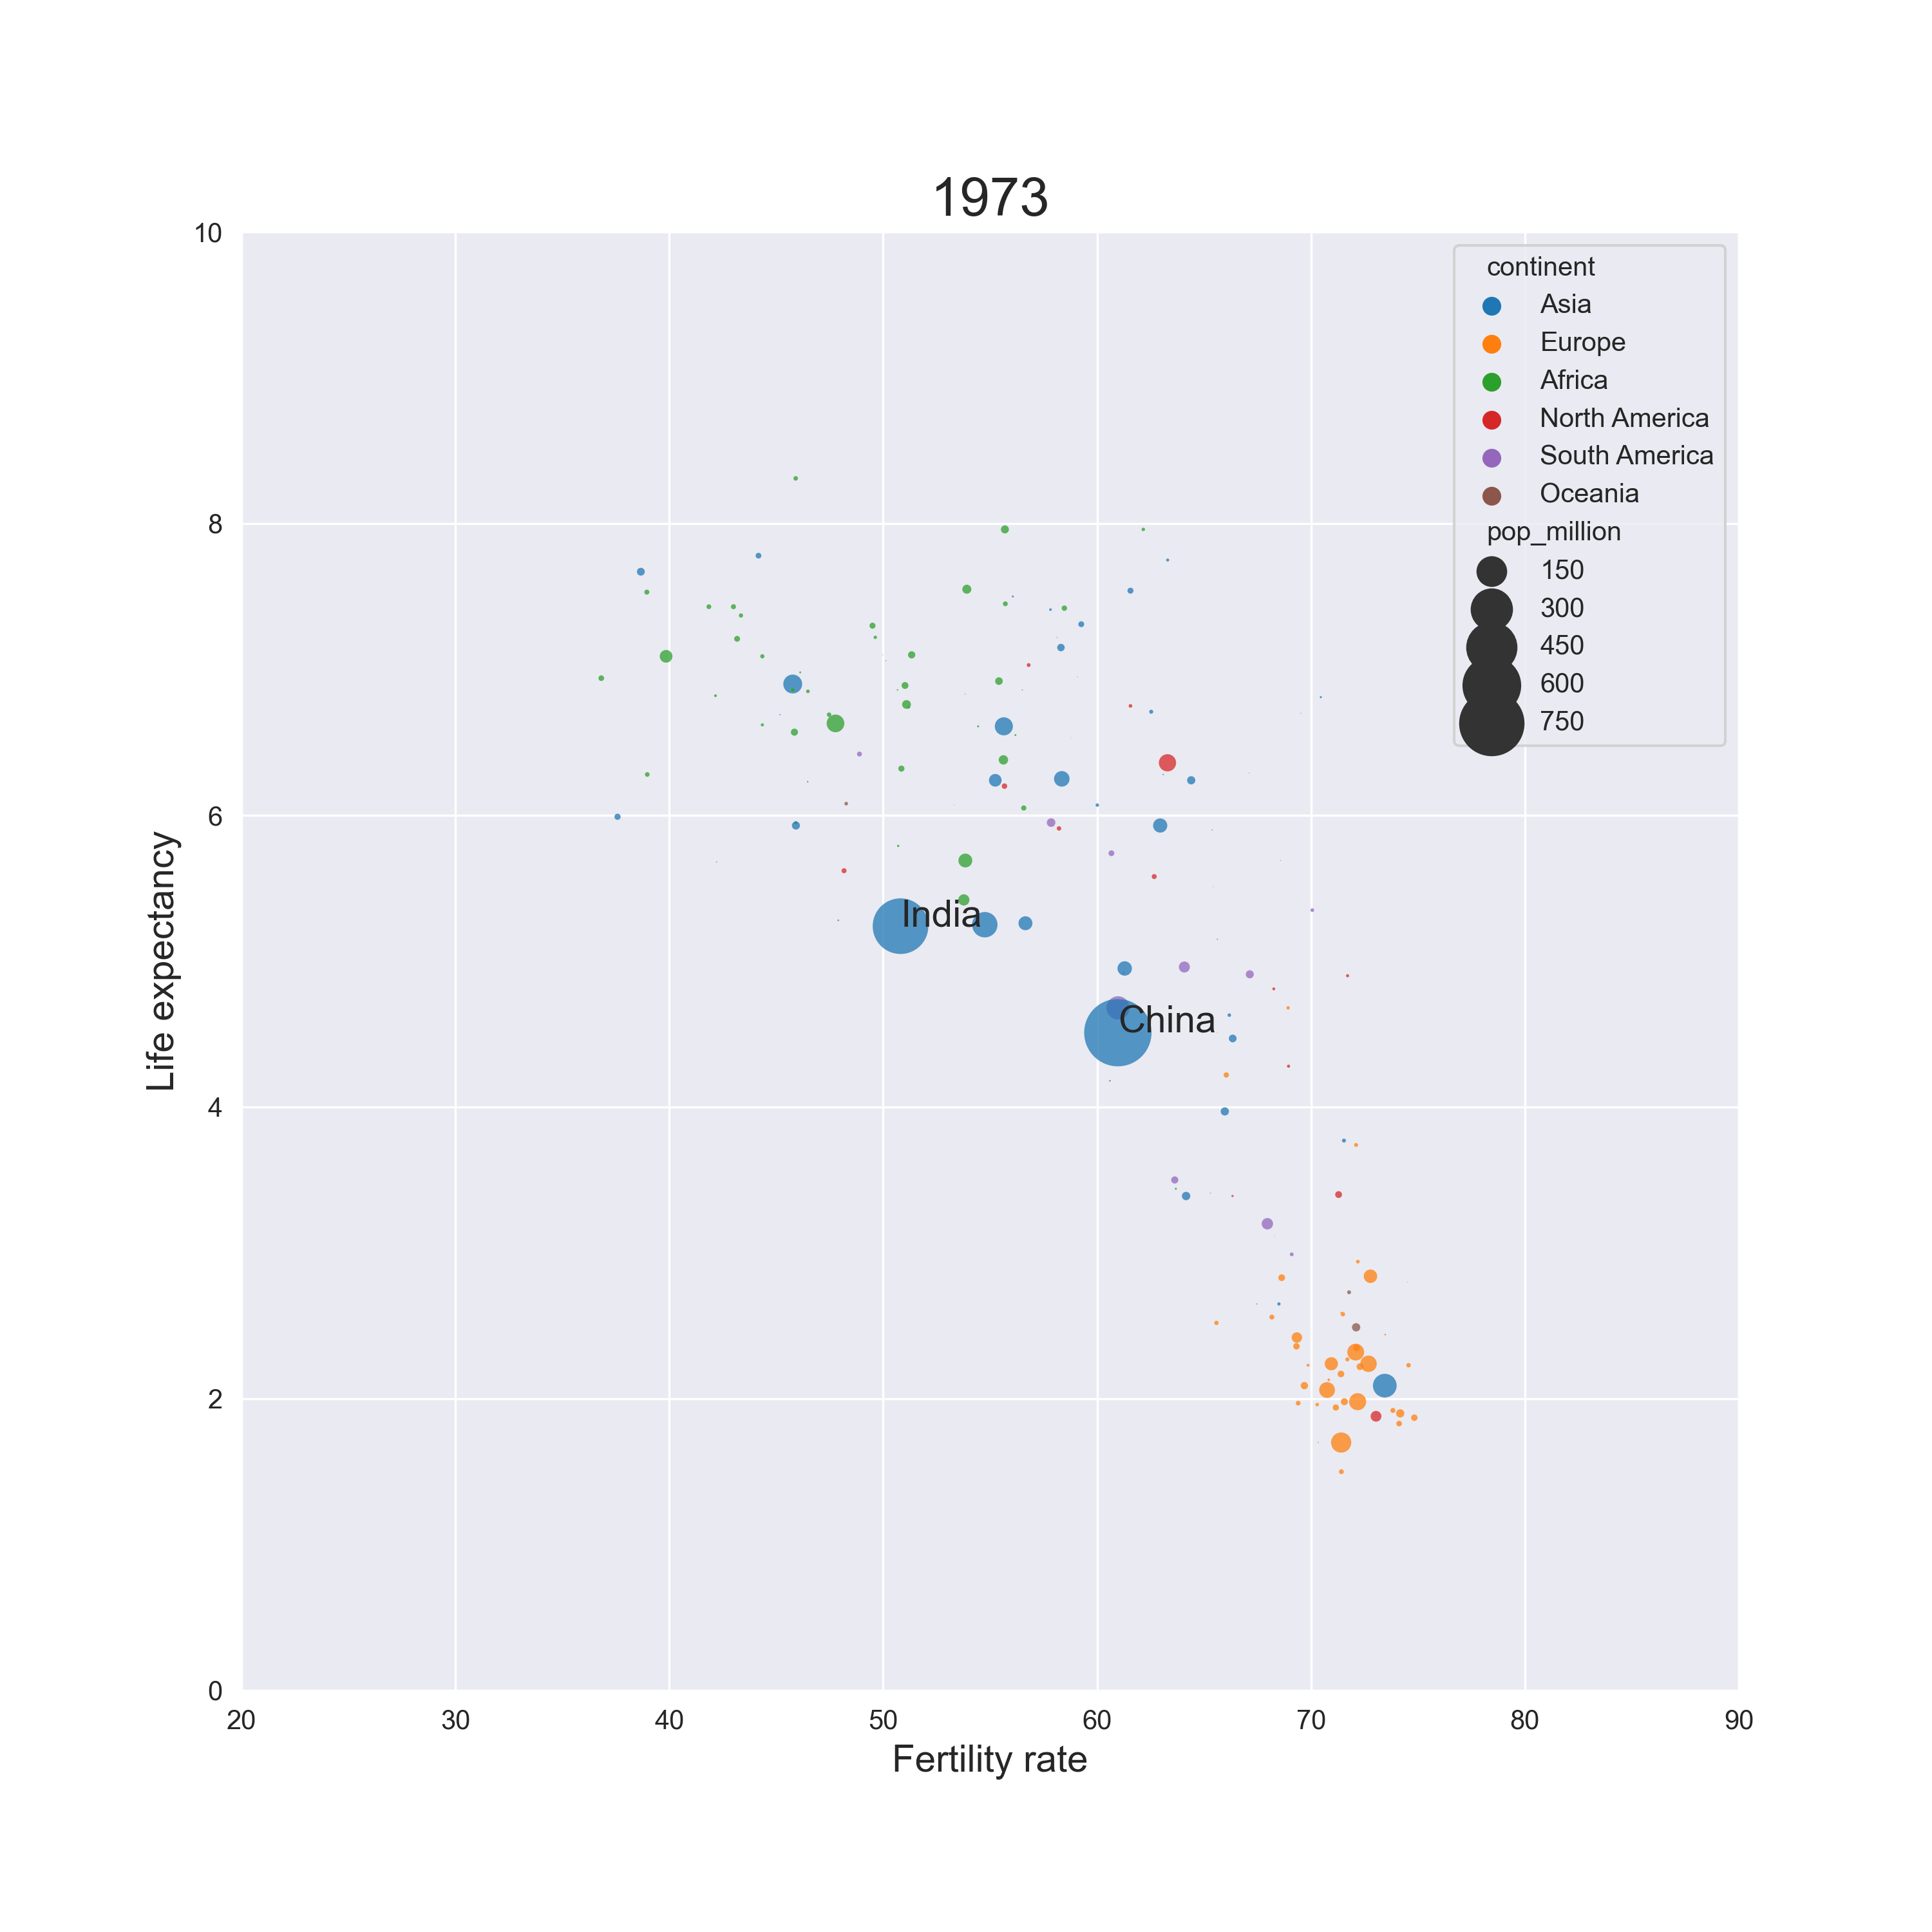 1973
10
8
6
4
2
0
Life expectancy
20 30 40 50 60 70 80 90
Fertility rate
India
China
continent
Asia
Europe
Africa
North America
South America
Oceania
pop_million
150
300
450
600
750